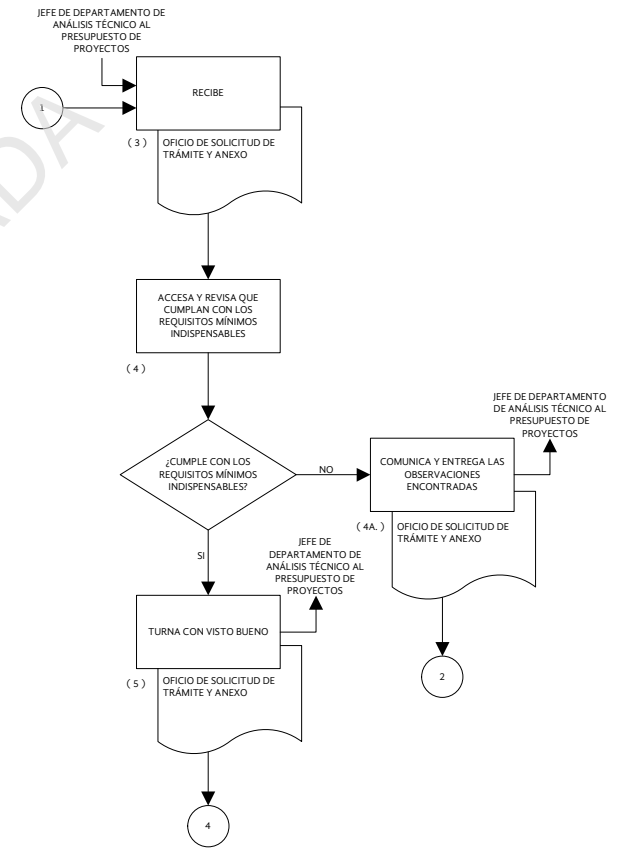 JEFE DE DEPARTAMENTO DE
ANÁLISIS TÉCNICO AL
PRESUPUESTO DE
PROYECTOS
1
RECIBE
( 3 )
OFICIO DE SOLICITUD DE
TRÁMITE Y ANEXO
DA
ACCESA Y REVISA QUE
CUMPLAN CON LOS
REQUISITOS MÍNIMOS
INDISPENSABLES
( 4 )
¿CUMPLE CON LOS
REQUISITOS MÍNIMOS
INDISPENSABLES?
NO
JEFE DE DEPARTAMENTO
DE ANÁLISIS TÉCNICO AL
PRESUPUESTO DE
PROYECTOS
COMUNICA Y ENTREGA LAS
OBSERVACIONES
ENCONTRADAS
( 4A. )
OFICIO DE SOLICITUD DE
TRÁMITE Y ANEXO
2
SI
JEFE DE
DEPARTAMENTO DE
ANÁLISIS TÉCNICO AL
PRESUPUESTO DE
PROYECTOS
TURNA CON VISTO BUENO
( 5 )
OFICIO DE SOLICITUD DE
TRÁMITE Y ANEXO
4